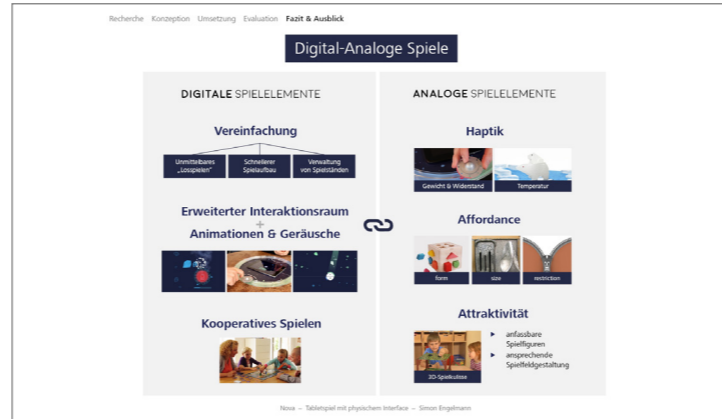 Recherche Konzeption Umsetzung Evaluation Fazit & Ausblick
Digital-Analoge Spiele
DIGITALE SPIELELEMENTE
Vereinfachung
Unmittelbares
„Losspielen"
Schnellerer
Spielaufbau
Verwaltung
von Spielständen
Erweiterter Interaktionsraum
+
Animationen & Geräusche
Kooperatives Spielen
ANALOGE SPIELELEMENTE
Haptik
Gewicht & Widerstand
Temperatur
Affordance
form
size
restriction
Attraktivität
3D-Spielkulisse
anfassbare
Spielfiguren
ansprechende
Spielfeldgestaltung
Nova – Tabletspiel mit physischem Interface – Simon Engelmann